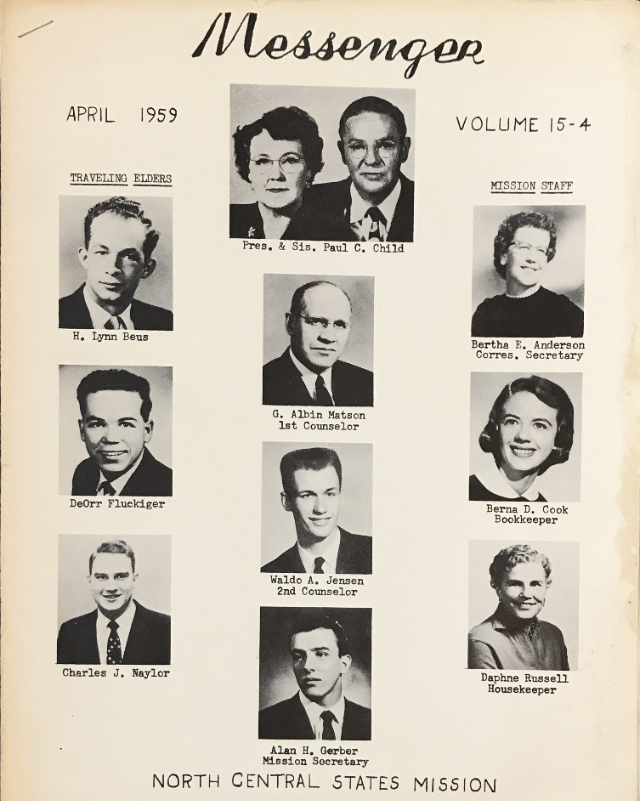 Messenger
APRIL 1959
VOLUME 15-4
Pres. & Sis. Paul C. Child
TRAVELING ELDERS
H. Lynn Beus
DeOrr Fluckiger
Charles J. Naylor
G. Albin Matson
1st Counselor
Waldo A. Jensen
2nd Counselor
Alan H. Gerber
Mission Secretary
MISSION STAFF
Bertha E. Anderson
Corres. Secretary
Berna D. Cook
Bookkeeper
Daphne Russell
Housekeeper
NORTH CENTRAL STATES MISSION